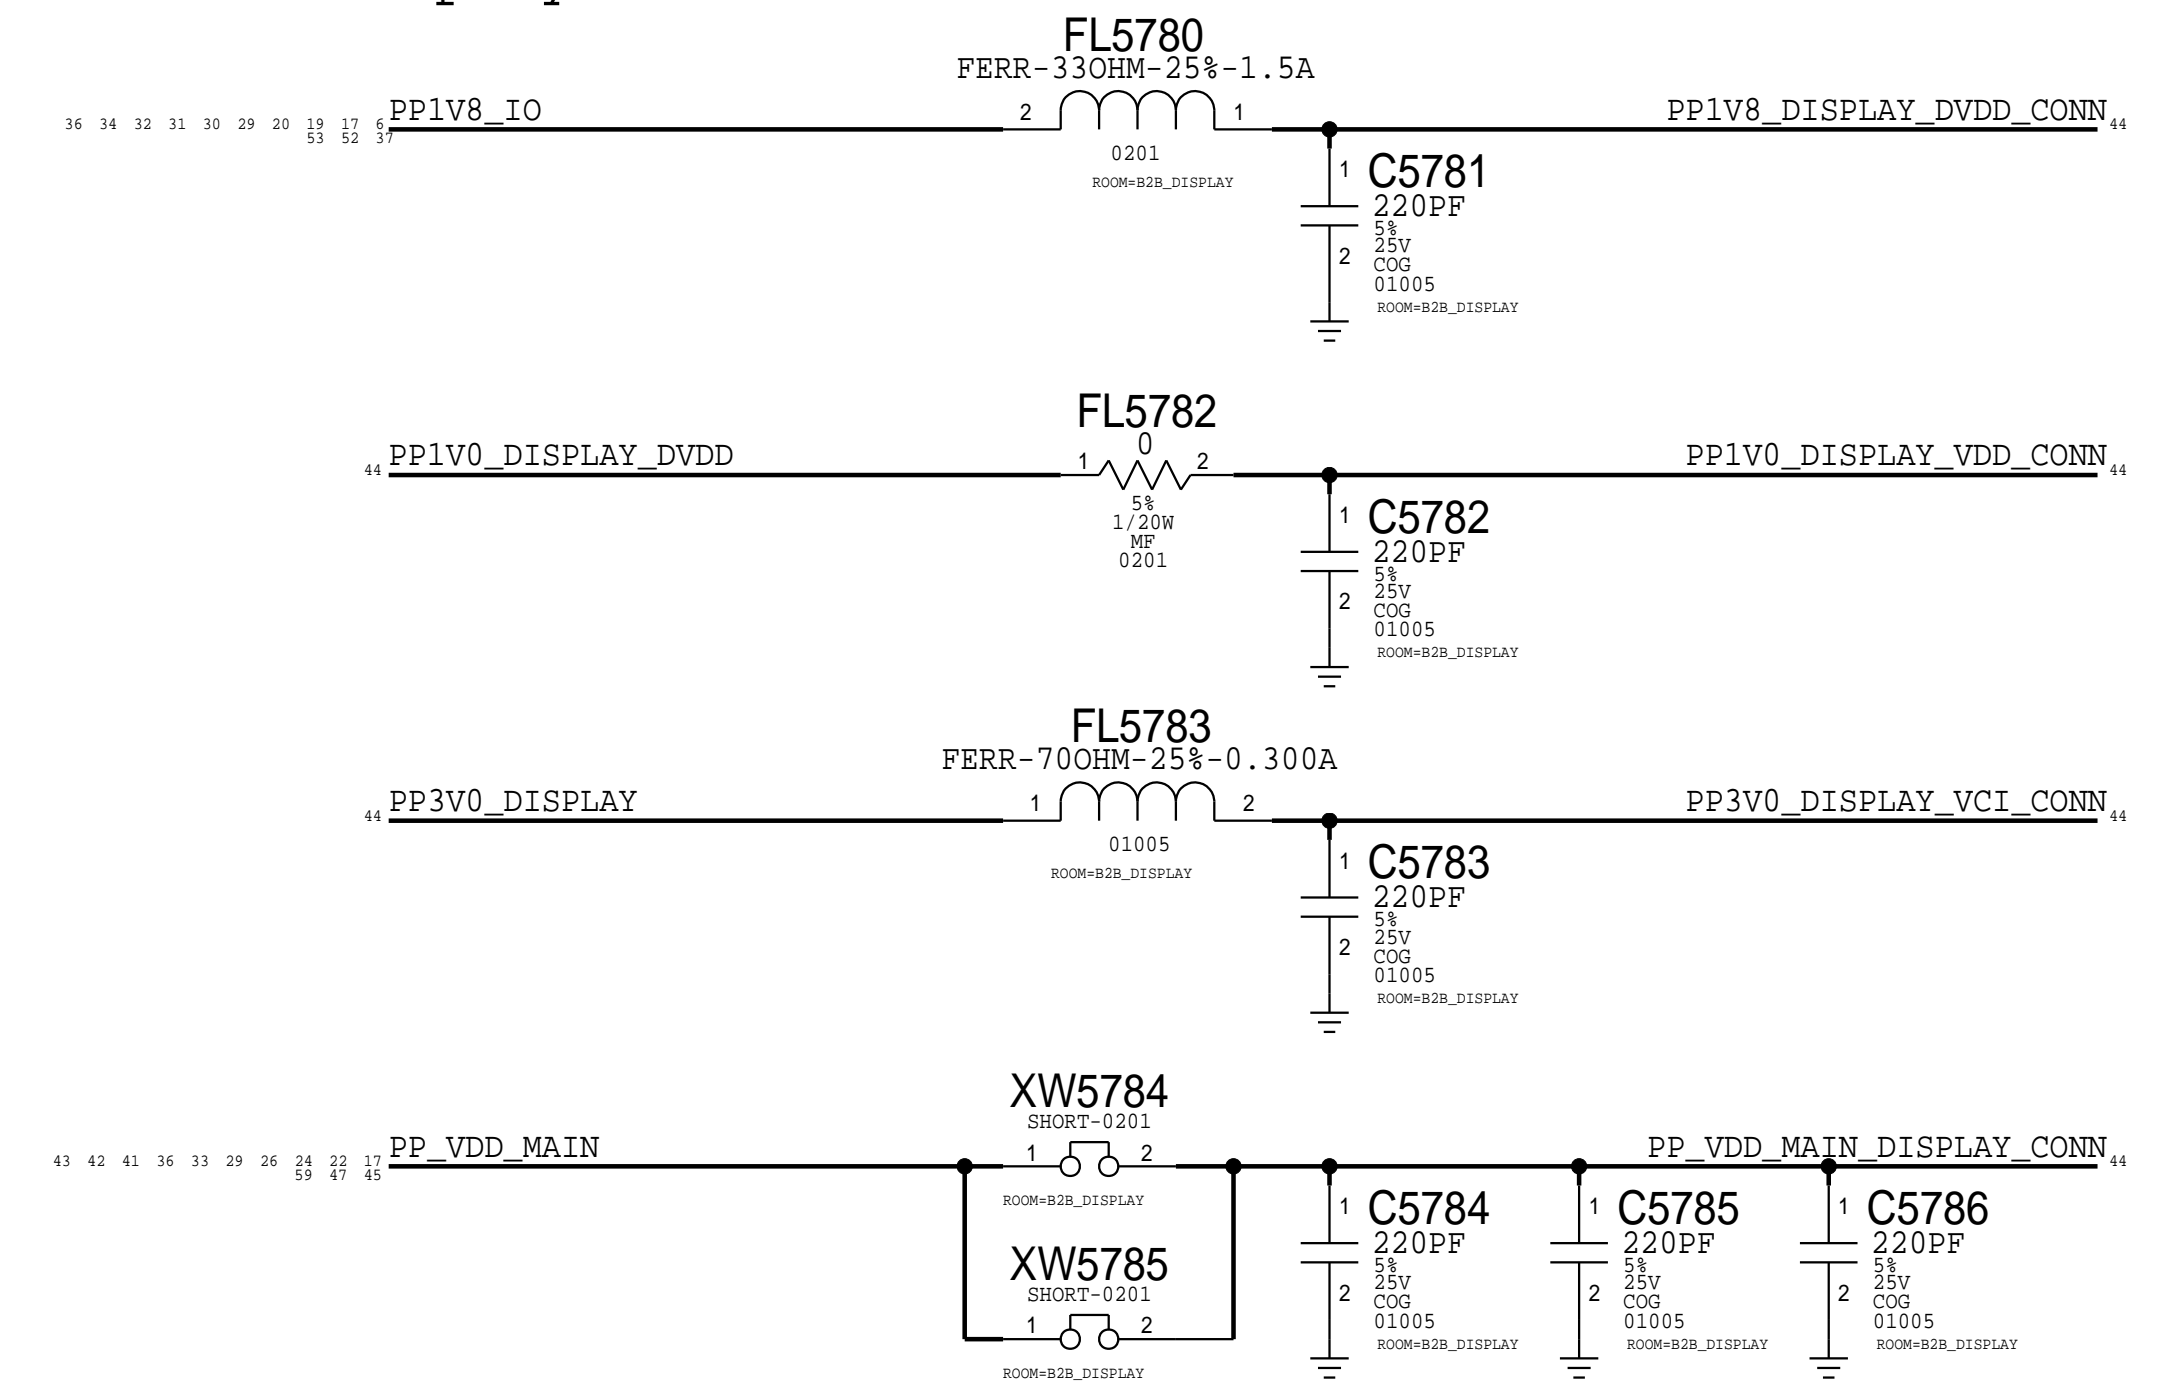 FL5780
FERR-33OHM-25%-1.5A
36 34 32 31 30 29 20 19 17 6
53 52 37
PP1V8_IO
2
1
PP1V8_DISPLAY_DVDD_CONN
44
0201
ROOM=B2B_DISPLAY
1
C5781
220PF
5%
25V
2
COG
01005
ROOM=B2B_DISPLAY
FL5782
0
44
PP1V0_DISPLAY_DVDD
1
2
PP1V0_DISPLAY_VDD_CONN
44
5%
1/20W
MF
0201
1
C5782
220PF
5%
25V
2
COG
01005
ROOM=B2B_DISPLAY
FL5783
FERR-70OHM-25%-0.300A
44
PP3V0_DISPLAY
1
2
PP3V0_DISPLAY_VCI_CONN
44
01005
ROOM=B2B_DISPLAY
1
C5783
220PF
5%
25V
2
COG
01005
ROOM=B2B_DISPLAY
XW5784
SHORT-0201
43 42 41 36 33 29 26 24 22 17
59 47 45
PP_VDD_MAIN
1
2
PP_VDD_MAIN_DISPLAY_CONN
44
ROOM=B2B_DISPLAY
XW5785
SHORT-0201
1
2
ROOM=B2B_DISPLAY
1
C5784
220PF
5%
25V
2
COG
01005
ROOM=B2B_DISPLAY
1
C5785
220PF
5%
25V
2
COG
01005
ROOM=B2B_DISPLAY
1
C5786
220PF
5%
25V
2
COG
01005
ROOM=B2B_DISPLAY